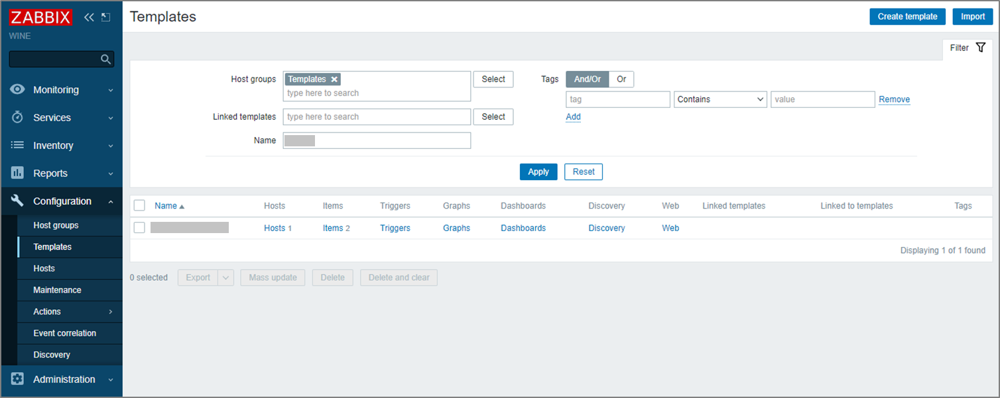 ZABBIX
WINE
Monitoring
Services
Inventory
Reports
Configuration
Host groups
Templates
Hosts
Maintenance
Actions
Event correlation
Discovery
Administration
Templates
Create template Import
Filter
Host groups Templates Select
type here to search
Linked templates type here to search Select
Name
Tags And/Or Or
tag Contains value Remove
Add
Apply Reset
Name Hosts Items Triggers Graphs Dashboards Discovery Web Linked templates Linked to templates Tags
Hosts 1 Items 2 Triggers Graphs Dashboards Discovery Web
Displaying 1 of 1 found
0 selected Export Mass update Delete Delete and clear